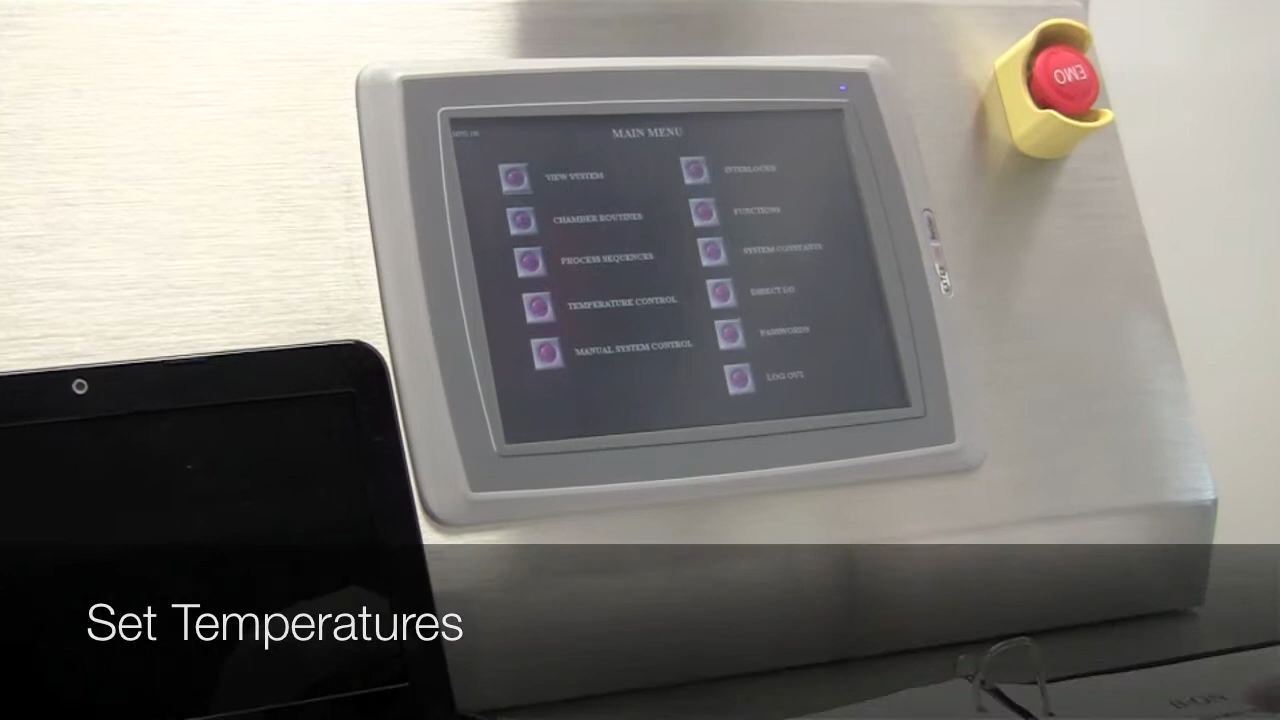 MAIN MENU
VIEW SYSTEM
CHAMBER ROUTINES
PROCESS SEQUENCES
TEMPERATURE CONTROL
MANUAL SYSTEM CONTROL
INTERLOCKS
FUNCTIONS
SYSTEM CONSTANTS
DIRECT I/O
PASSWORDS
LOG OUT
EMO
Set Temperatures